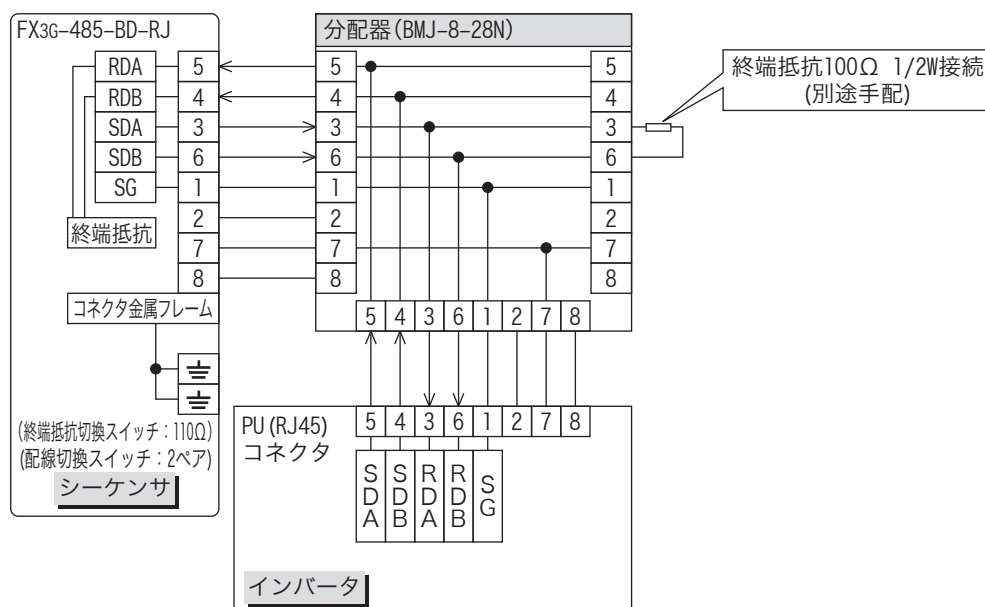 FX3G-485-BD-RJ
RDA 5
RDB 4
SDA 3
SDB 6
SG 1
2
7
8
終端抵抗
コネクタ金属フレーム
(終端抵抗切換スイッチ:110Ω)
(配線切換スイッチ:2ペア)
シーケンサ
分配器(BMJ-8-28N)
5 5
4 4
3 3
6 6
1 1
2 2
7 7
8 8
5 4 3 6 1 2 7 8
終端抵抗100Ω 1/2W接続
(別途手配)
PU(RJ45)
コネクタ
5 4 3 6 1 2 7 8
SDA SDB RDA RDB SG
インバータ